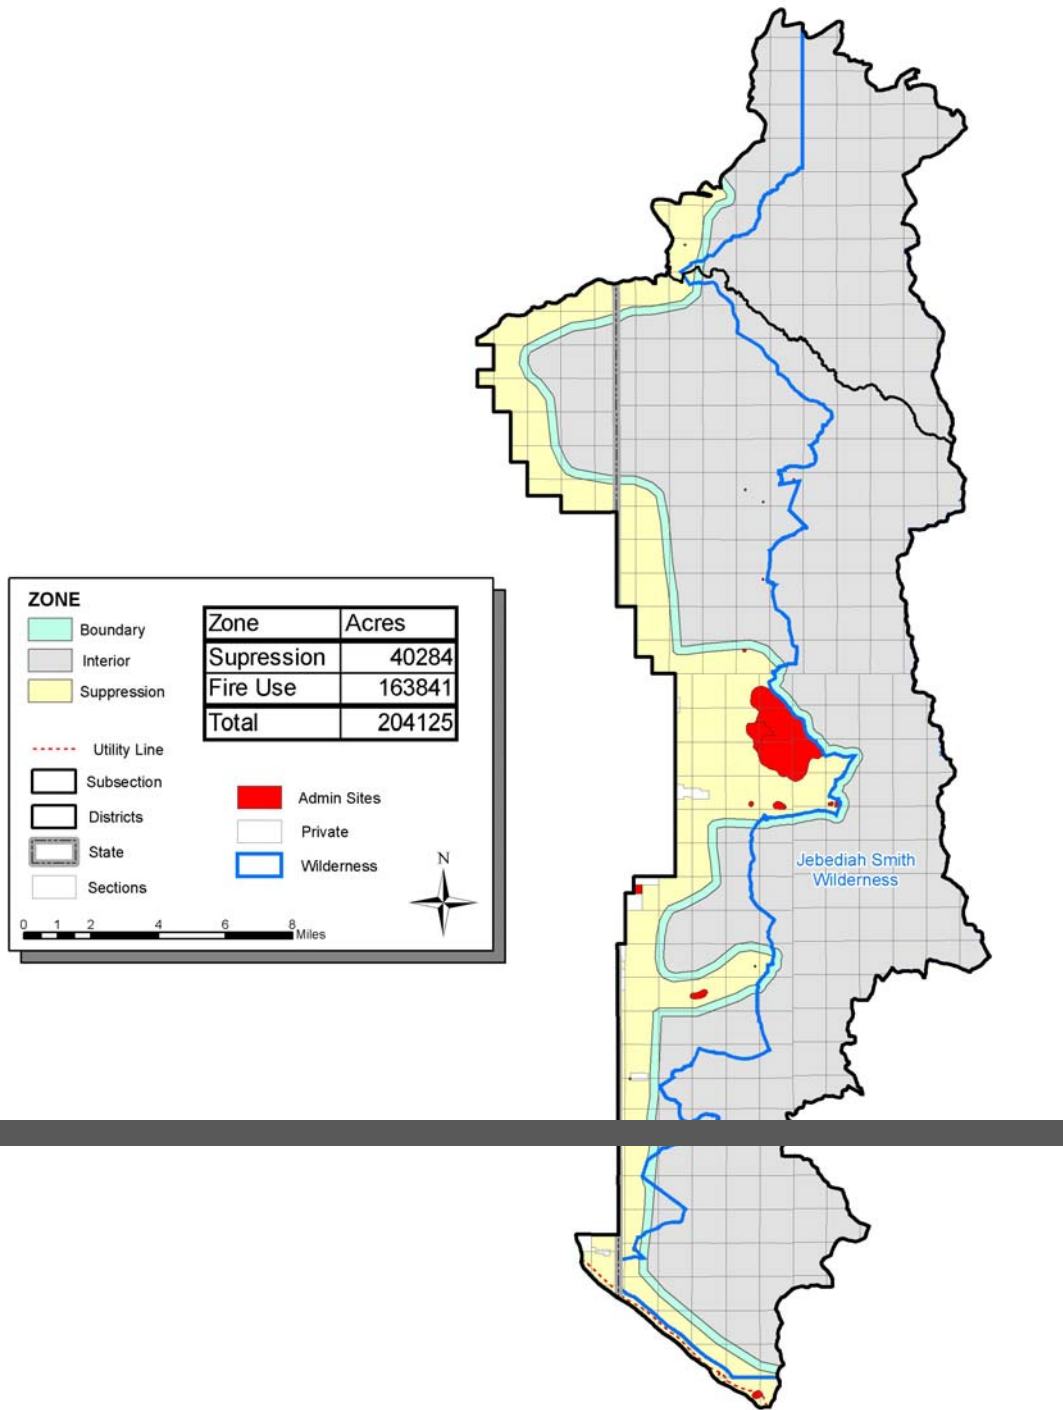 ZONE
Boundary
Interior
Suppression
Zone Acres
Supression 40284
Fire Use 163841
Total 204125
Utility Line
Subsection
Districts
State
Sections
Admin Sites
Private
Wilderness
N
0 1 2 4 6 8
Miles
Jebediah Smith
Wilderness